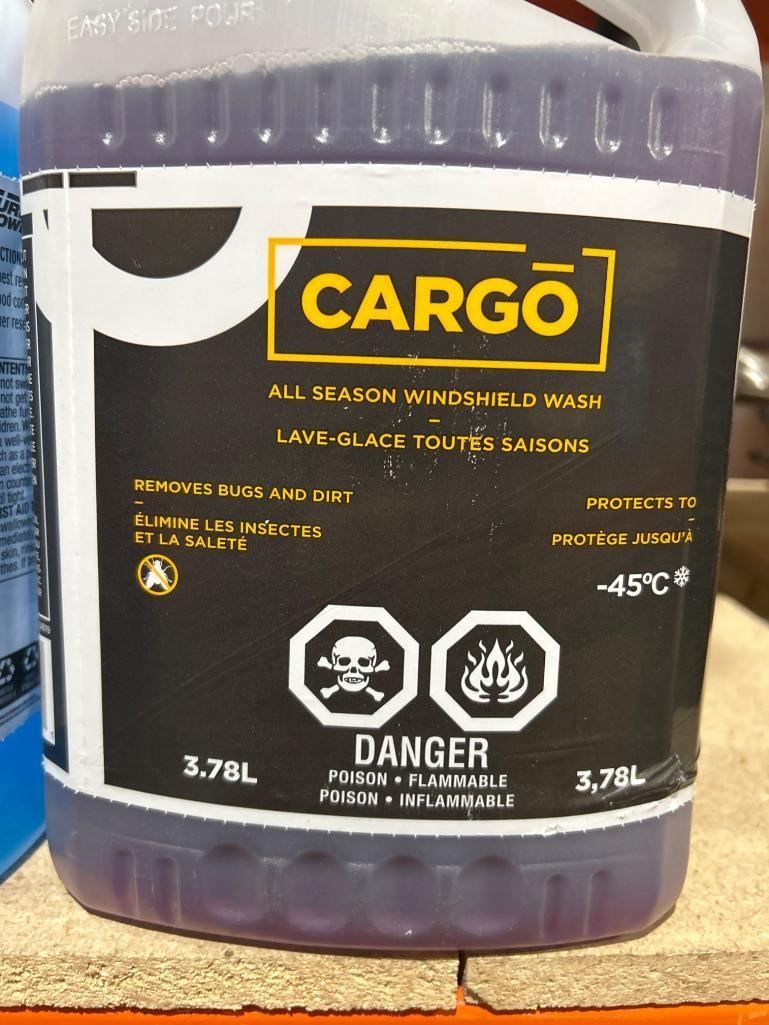 EASY SIDE POUR
CARGŌ
ALL SEASON WINDSHIELD WASH
–
LAVE-GLACE TOUTES SAISONS
REMOVES BUGS AND DIRT
–
ÉLIMINE LES INSECTES
ET LA SALETÉ
PROTECTS TO
–
PROTÈGE JUSQU'À
-45ºC
DANGER
POISON • FLAMMABLE
POISON • INFLAMMABLE
3.78L
3,78L